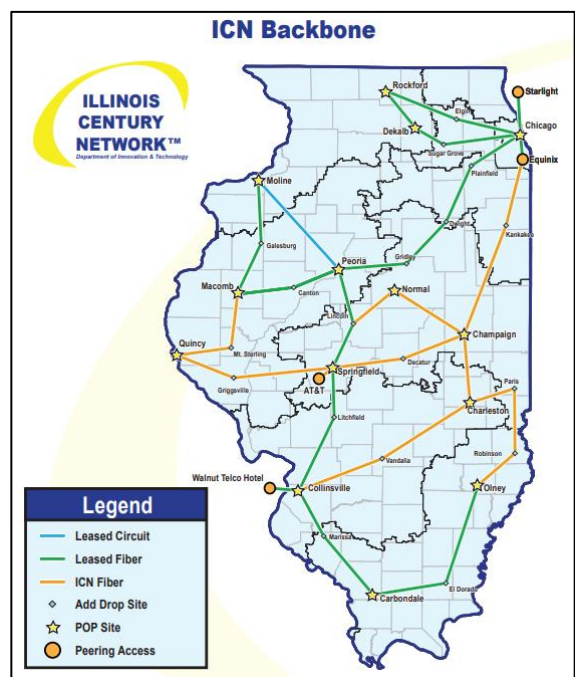 ICN Backbone
ILLINOIS
CENTURY
NETWORK™
Department of Innovation & Technology
Rockford
Starlight
Elgin
Chicago
Dekalb
Sugar Grove
Equinix
Plainfield
Moline
Dwight
Kankakee
Galesburg
Peoria
Gridley
Macomb
Canton
Normal
Lincoln
Champaign
Quincy
Mt. Sterling
Decatur
Springfield
Griggsville
AT&T
Paris
Charleston
Litchfield
Robinson
Vandalia
Walnut Telco Hotel
Collinsville
Olney
Marissa
El Dorado
Carbondale
Legend
Leased Circuit
Leased Fiber
ICN Fiber
Add Drop Site
POP Site
Peering Access